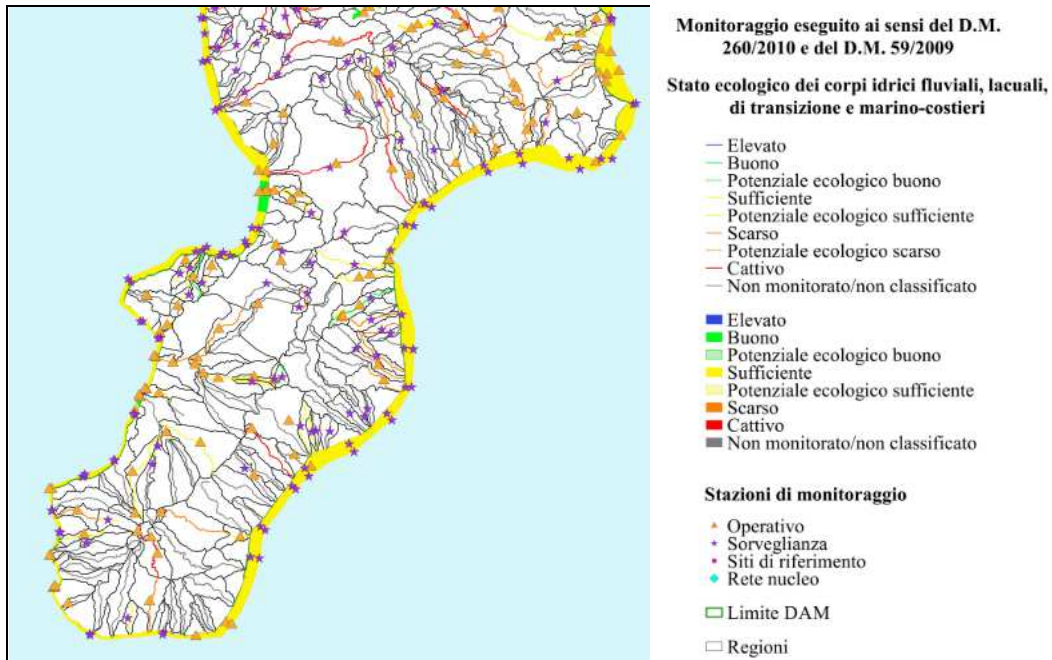 Monitoraggio eseguito ai sensi del D.M.
260/2010 e del D.M. 59/2009
Stato ecologico dei corpi idrici fluviali, lacuali,
di transizione e marino-costieri
Elevato
Buono
Potenziale ecologico buono
Sufficiente
Potenziale ecologico sufficiente
Scarso
Potenziale ecologico scarso
Cattivo
Non monitorato/non classificato
Elevato
Buono
Potenziale ecologico buono
Sufficiente
Potenziale ecologico sufficiente
Scarso
Cattivo
Non monitorato/non classificato
Stazioni di monitoraggio
Operativo
Sorveglianza
Siti di riferimento
Rete nucleo
Limite DAM
Regioni